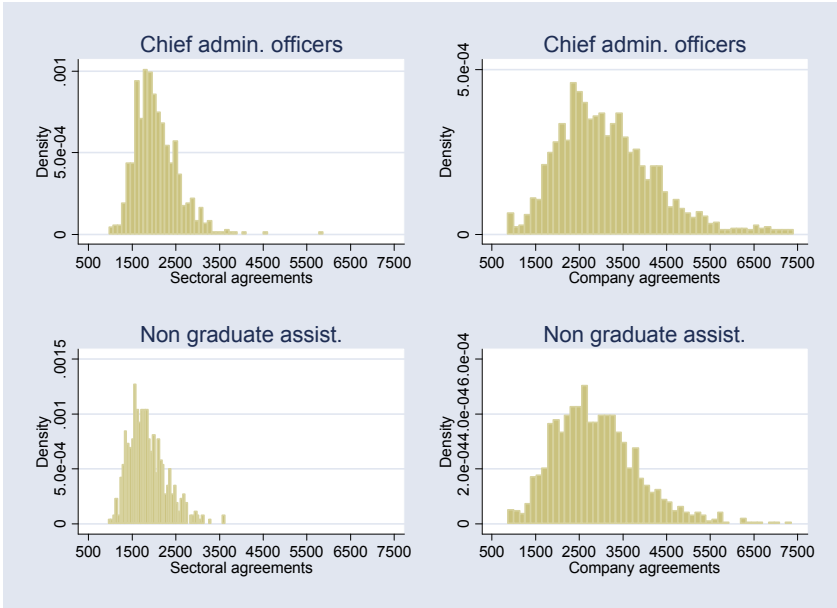 Chief admin. officers
.001
5.0e-04
0
Density
500 1500 2500 3500 4500 5500 6500 7500
Sectoral agreements
Chief admin. officers
5.0e-04
0
Density
500 1500 2500 3500 4500 5500 6500 7500
Company agreements
Non graduate assist.
.0015
.001
5.0e-04
0
Density
500 1500 2500 3500 4500 5500 6500 7500
Sectoral agreements
Non graduate assist.
6.0e-04
4.0e-04
2.0e-04
0
Density
500 1500 2500 3500 4500 5500 6500 7500
Company agreements